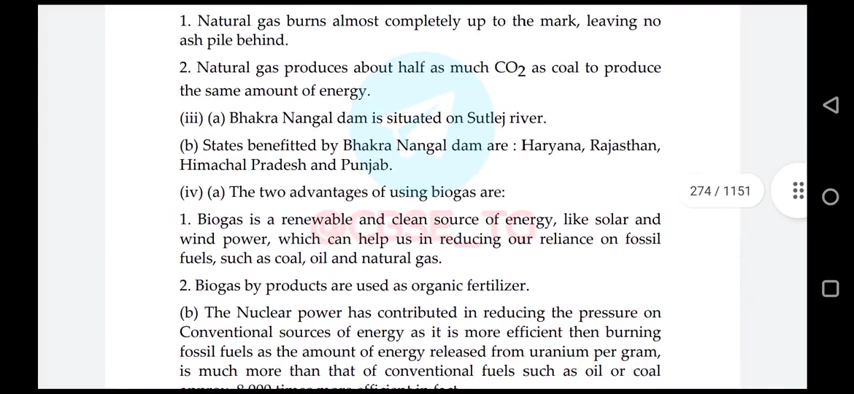 1. Natural gas burns almost completely up to the mark, leaving no
ash pile behind.
2. Natural gas produces about half as much CO2 as coal to produce
the same amount of energy.
(iii) (a) Bhakra Nangal dam is situated on Sutlej river.
(b) States benefitted by Bhakra Nangal dam are : Haryana, Rajasthan,
Himachal Pradesh and Punjab.
(iv) (a) The two advantages of using biogas are:
274 / 1151
1. Biogas is a renewable and clean source of energy, like solar and
wind power, which can help us in reducing our reliance on fossil
fuels, such as coal, oil and natural gas.
2. Biogas by products are used as organic fertilizer.
(b) The Nuclear power has contributed in reducing the pressure on
Conventional sources of energy as it is more efficient then burning
fossil fuels as the amount of energy released from uranium per gram,
is much more than that of conventional fuels such as oil or coal